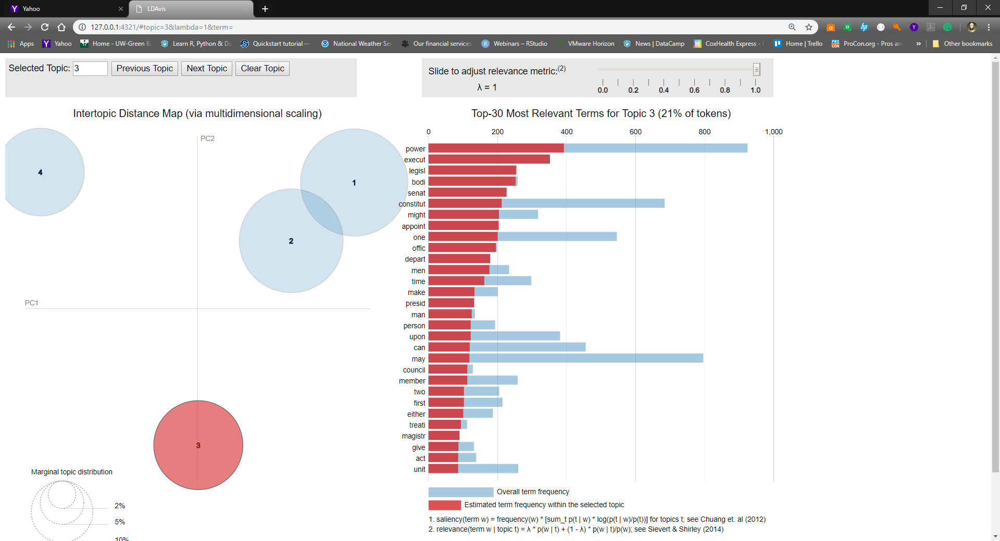 Yahoo
LDAvis
127.0.0.1:4321/#topic=3&lambda=1&term=
Apps
Yahoo
Home - UW-Green B
Learn R, Python & Da
Quickstart tutorial —
National Weather Ser
Our financial services
Webinars – RStudio
VMware Horizon
News | DataCamp
CoxHealth Express -
Home | Trello
ProCon.org - Pros an
»
Other bookmarks
Selected Topic: 3 Previous Topic Next Topic Clear Topic
Slide to adjust relevance metric:(2)
λ = 1
0.0 0.2 0.4 0.6 0.8 1.0
Intertopic Distance Map (via multidimensional scaling)
PC2
PC1
4
1
2
3
Marginal topic distribution
2%
5%
10%
Top-30 Most Relevant Terms for Topic 3 (21% of tokens)
0 200 400 600 800 1,000
power
execut
legisl
bodi
senat
constitut
might
appoint
one
offic
depart
men
time
make
presid
man
person
upon
can
may
council
member
two
first
either
treati
magistr
give
act
unit
Overall term frequency
Estimated term frequency within the selected topic
1. saliency(term w) = frequency(w) * [sum_t p(t | w) * log(p(t | w)/p(t))] for topics t; see Chuang et. al (2012)
2. relevance(term w | topic t) = λ * p(w | t) + (1 - λ) * p(w | t)/p(w); see Sievert & Shirley (2014)